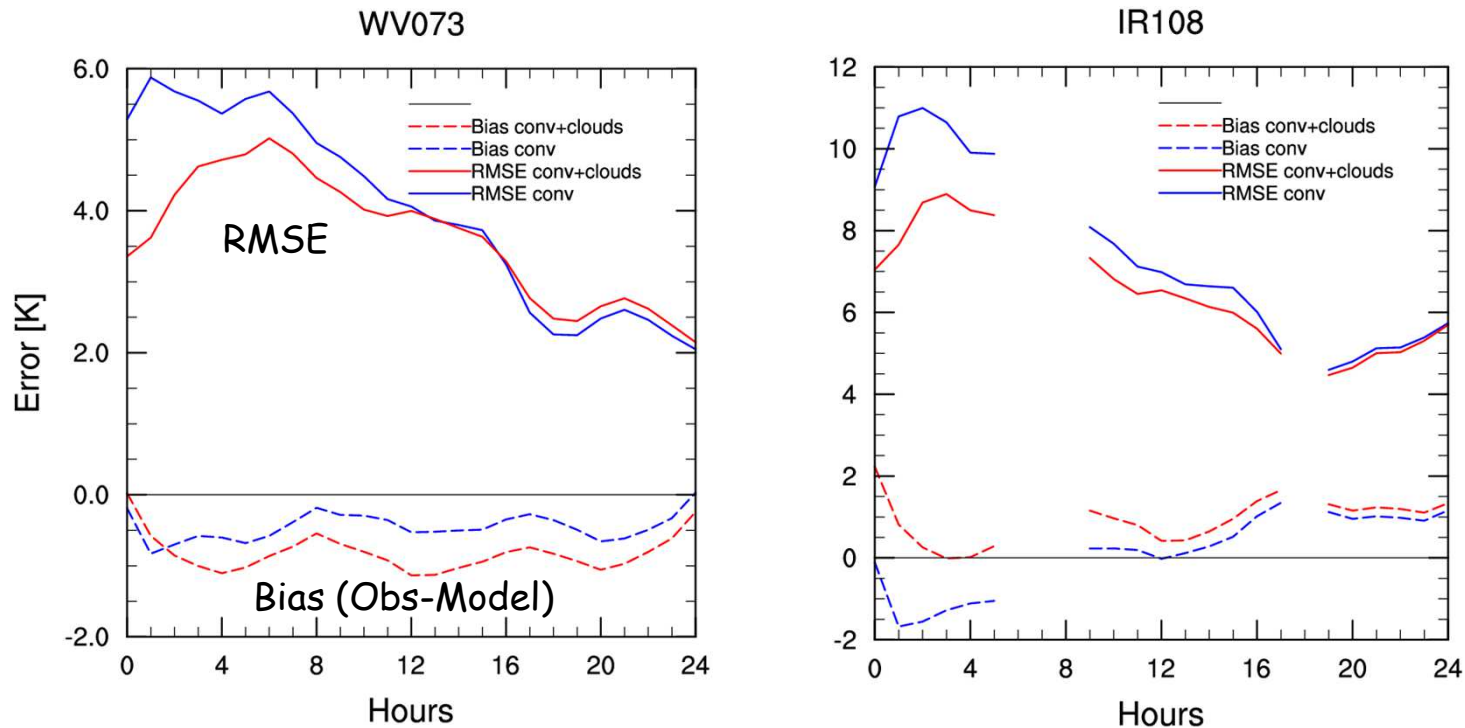 WV073
6.0
4.0
2.0
0.0
-2.0
Error [K]
Bias conv+clouds
Bias conv
RMSE conv+clouds
RMSE conv
RMSE
Bias (Obs-Model)
0 4 8 12 16 20 24
Hours
IR108
12
10
8
6
4
2
0
-2
Bias conv+clouds
Bias conv
RMSE conv+clouds
RMSE conv
0 4 8 12 16 20 24
Hours